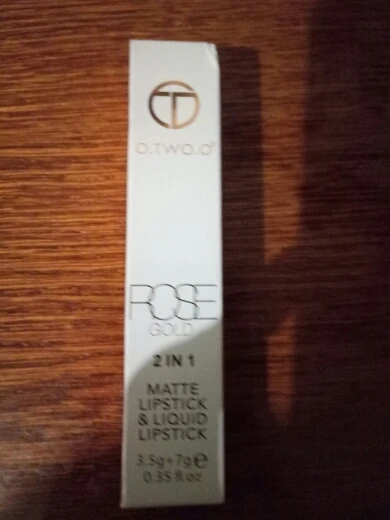 O.TWO.O®
ROSE
GOLD
2 IN 1
MATTE
LIPSTICK
& LIQUID
LIPSTICK
3.5g+7g℮
0.35 fl oz